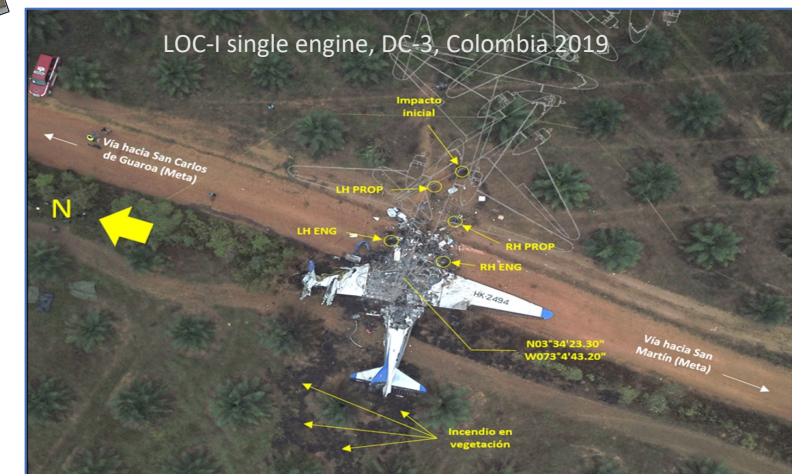 LOC-I single engine, DC-3, Colombia 2019
Impacto
inicial
Vía hacia San Carlos
de Guaroa (Meta)
LH PROP
N
LH ENG
RH PROP
RH ENG
HK-2494
N03°34'23.30"
W073°4'43.20"
Vía hacia San
Martín (Meta)
Incendio en
vegetación